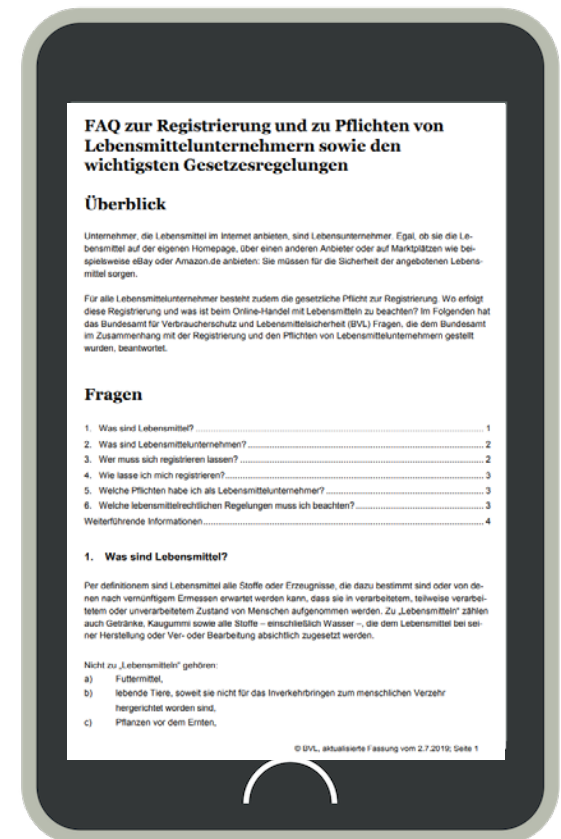 FAQ zur Registrierung und zu Pflichten von
Lebensmittelunternehmern sowie den
wichtigsten Gesetzesregelungen
Überblick
Unternehmer, die Lebensmittel im Internet anbieten, sind Lebensunternehmer. Egal, ob sie die Le-
bensmittel auf der eigenen Homepage, über einen anderen Anbieter oder auf Marktplätzen wie bei-
spielsweise eBay oder Amazon.de anbieten: Sie müssen für die Sicherheit der angebotenen Lebens-
mittel sorgen.
Für alle Lebensmittelunternehmer besteht zudem die gesetzliche Pflicht zur Registrierung. Wo erfolgt
diese Registrierung und was ist beim Online-Handel mit Lebensmitteln zu beachten? Im Folgenden hat
das Bundesamt für Verbraucherschutz und Lebensmittelsicherheit (BVL) Fragen, die dem Bundesamt
im Zusammenhang mit der Registrierung und den Pflichten von Lebensmittelunternehmern gestellt
wurden, beantwortet.
Fragen
1. Was sind Lebensmittel? 1
2. Was sind Lebensmittelunternehmen? 2
3. Wer muss sich registrieren lassen? 2
4. Wie lasse ich mich registrieren? 3
5. Welche Pflichten habe ich als Lebensmittelunternehmer? 3
6. Welche lebensmittelrechtlichen Regelungen muss ich beachten? 3
Weiterführende Informationen 4
1. Was sind Lebensmittel?
Per definitionem sind Lebensmittel alle Stoffe oder Erzeugnisse, die dazu bestimmt sind oder von de-
nen nach vernünftigem Ermessen erwartet werden kann, dass sie in verarbeitetem, teilweise verarbei-
tetem oder unverarbeitetem Zustand von Menschen aufgenommen werden. Zu „Lebensmitteln" zählen
auch Getränke, Kaugummi sowie alle Stoffe – einschließlich Wasser –, die dem Lebensmittel bei sei-
ner Herstellung oder Ver- oder Bearbeitung absichtlich zugesetzt werden.
Nicht zu „Lebensmitteln" gehören:
a) Futtermittel,
b) lebende Tiere, soweit sie nicht für das Inverkehrbringen zum menschlichen Verzehr
hergerichtet worden sind,
c) Pflanzen vor dem Ernten,
© BVL, aktualisierte Fassung vom 2.7.2019; Seite 1